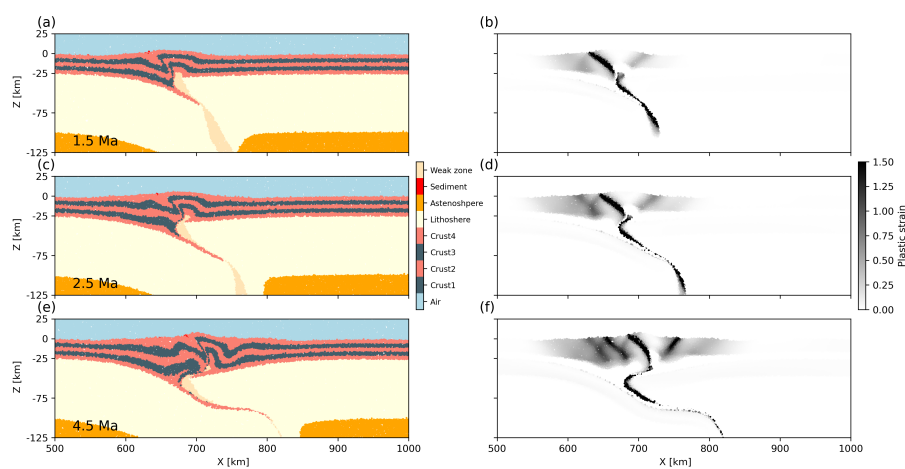 (a)
(b)
25
0
-25
-75
-125
Z [km]
1.5 Ma
(c)
(d)
25
0
-25
-75
-125
Z [km]
2.5 Ma
Weak zone
Sediment
Astenoshpere
Lithoshere
Crust4
Crust3
Crust2
Crust1
Air
1.50
1.25
1.00
0.75
0.50
0.25
0.00
Plastic strain
(e)
(f)
25
0
-25
-75
-125
Z [km]
4.5 Ma
500 600 700 800 900 1000
X [km]
500 600 700 800 900 1000
X [km]